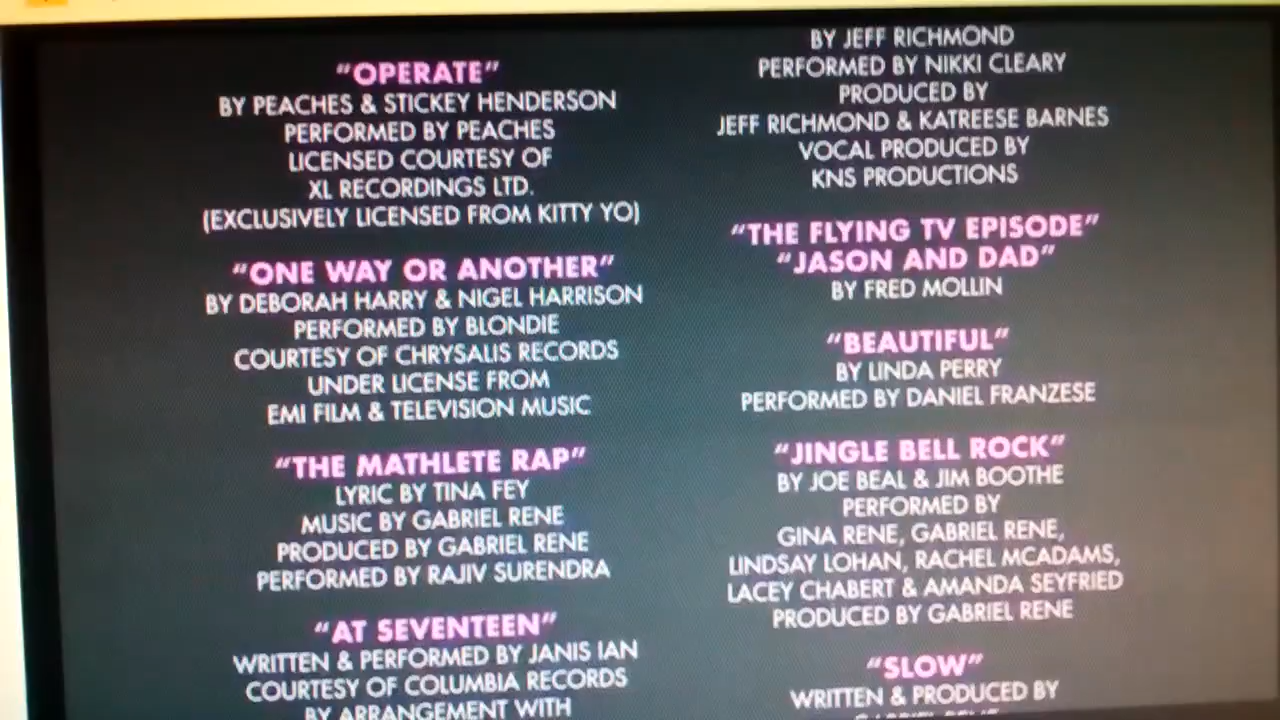 "OPERATE"
BY PEACHES & STICKEY HENDERSON
PERFORMED BY PEACHES
LICENSED COURTESY OF
XL RECORDINGS LTD.
(EXCLUSIVELY LICENSED FROM KITTY YO)
"ONE WAY OR ANOTHER"
BY DEBORAH HARRY & NIGEL HARRISON
PERFORMED BY BLONDIE
COURTESY OF CHRYSALIS RECORDS
UNDER LICENSE FROM
EMI FILM & TELEVISION MUSIC
"THE MATHLETE RAP"
LYRIC BY TINA FEY
MUSIC BY GABRIEL RENE
PRODUCED BY GABRIEL RENE
PERFORMED BY RAJIV SURENDRA
"AT SEVENTEEN"
WRITTEN & PERFORMED BY JANIS IAN
COURTESY OF COLUMBIA RECORDS
BY ARRANGEMENT WITH
BY JEFF RICHMOND
PERFORMED BY NIKKI CLEARY
PRODUCED BY
JEFF RICHMOND & KATREESE BARNES
VOCAL PRODUCED BY
KNS PRODUCTIONS
"THE FLYING TV EPISODE"
"JASON AND DAD"
BY FRED MOLLIN
"BEAUTIFUL"
BY LINDA PERRY
PERFORMED BY DANIEL FRANZESE
"JINGLE BELL ROCK"
BY JOE BEAL & JIM BOOTHE
PERFORMED BY
GINA RENE, GABRIEL RENE,
LINDSAY LOHAN, RACHEL MCADAMS,
LACEY CHABERT & AMANDA SEYFRIED
PRODUCED BY GABRIEL RENE
"SLOW"
WRITTEN & PRODUCED BY